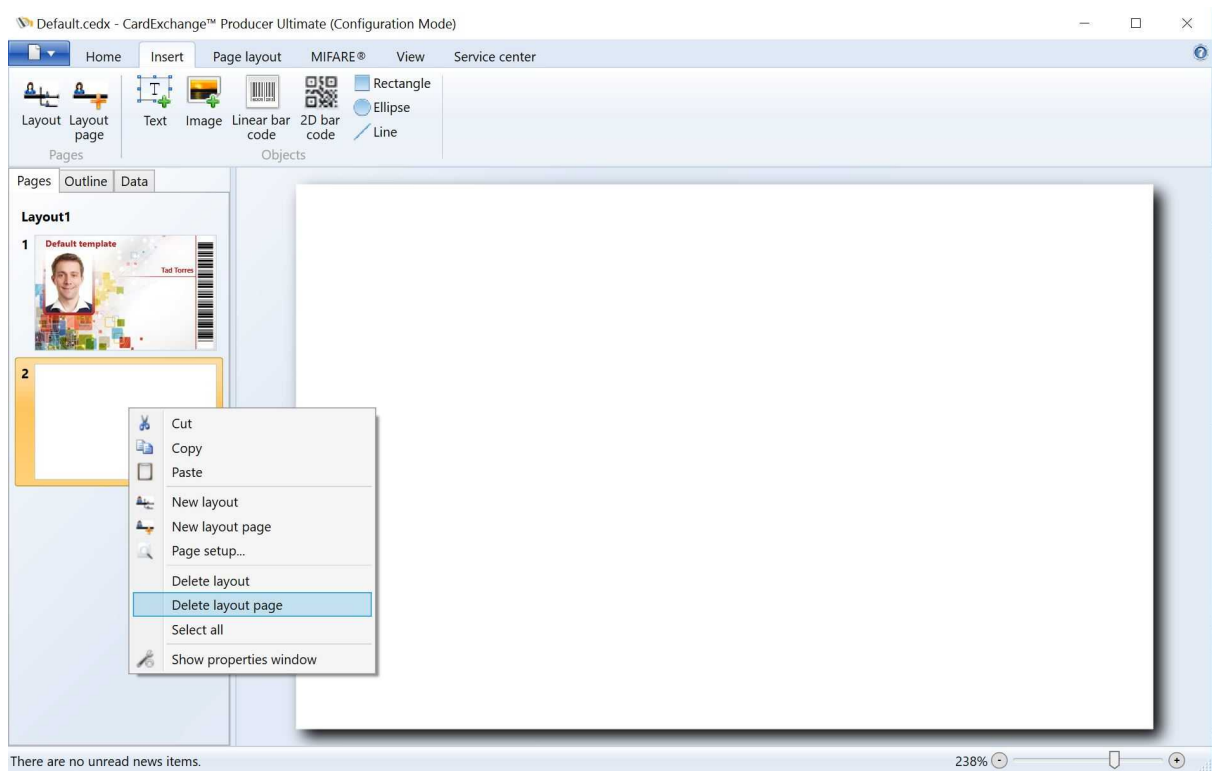 Default.cedx - CardExchange™ Producer Ultimate (Configuration Mode)
Home Insert Page layout MIFARE® View Service center
Layout Layout page Text Image Linear bar code 2D bar code Rectangle
Ellipse
Line
Pages Objects
Pages Outline Data
Layout1
1 Default template
Tad Torres
2
Cut
Copy
Paste
New layout
New layout page
Page setup...
Delete layout
Delete layout page
Select all
Show properties window
There are no unread news items. 238%